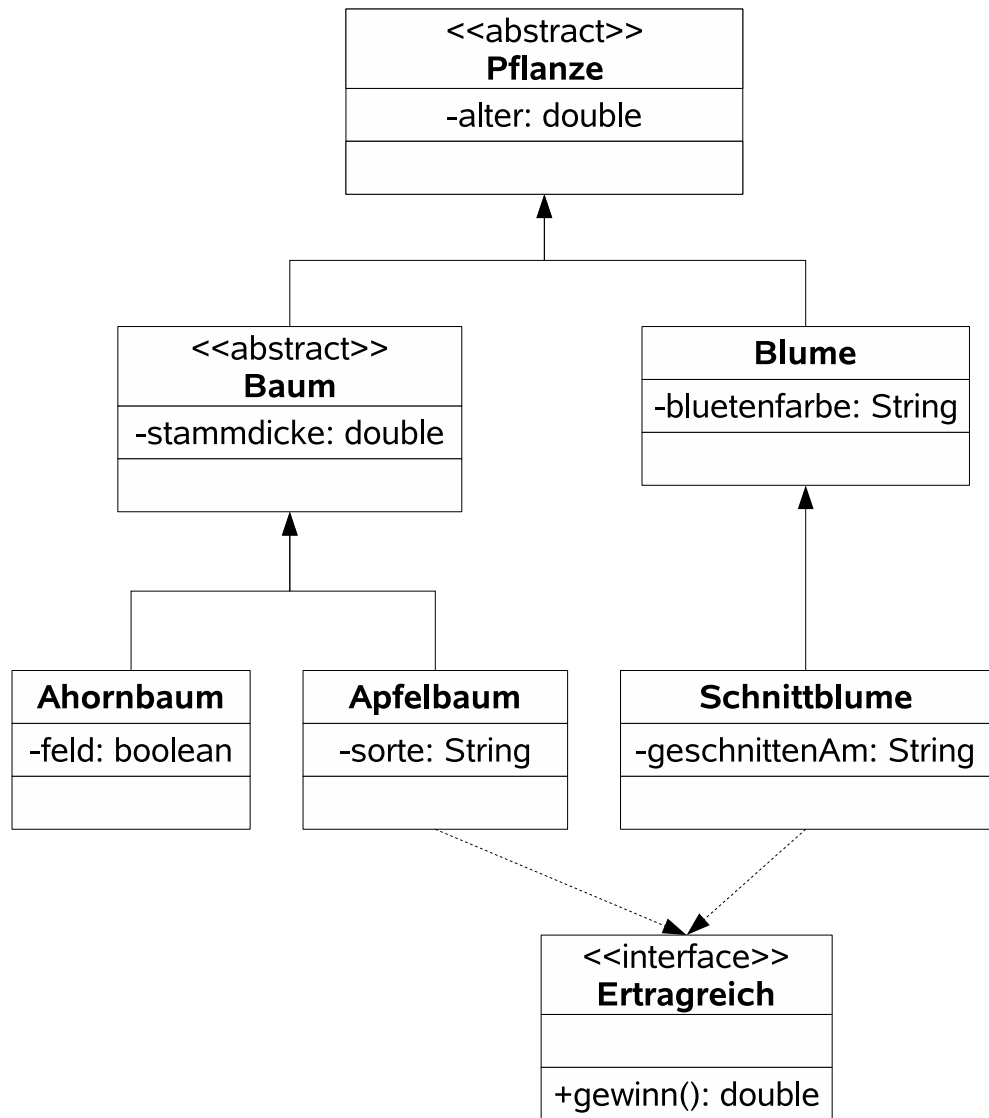 <<abstract>>
Pflanze
-alter: double
<<abstract>>
Baum
-stammdicke: double
Blume
-bluetenfarbe: String
Ahornbaum
-feld: boolean
Apfelbaum
-sorte: String
Schnittblume
-geschnittenAm: String
<<interface>>
Ertragreich
+gewinn(): double